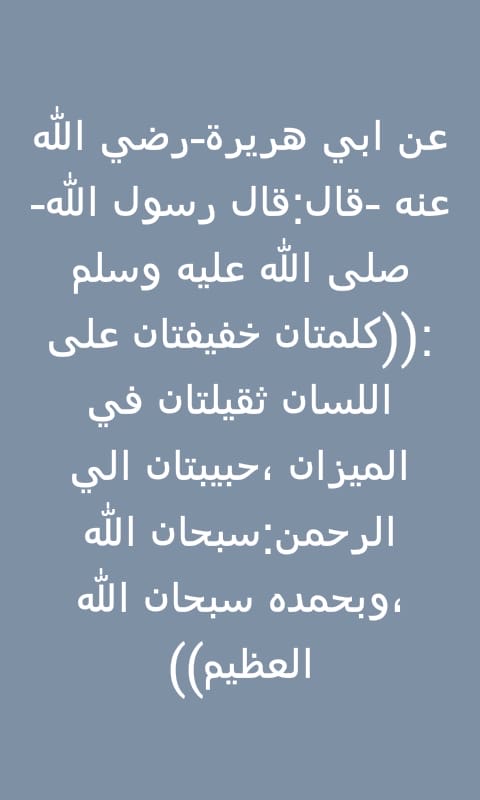 عن ابي هريرة-رضي الله
عنه -قال:قال رسول الله-
صلى الله عليه وسلم
:((كلمتان خفيفتان على
اللسان ثقيلتان في
الميزان ،حبيبتان الي
الرحمن:سبحان الله
،وبحمده سبحان الله
العظيم))